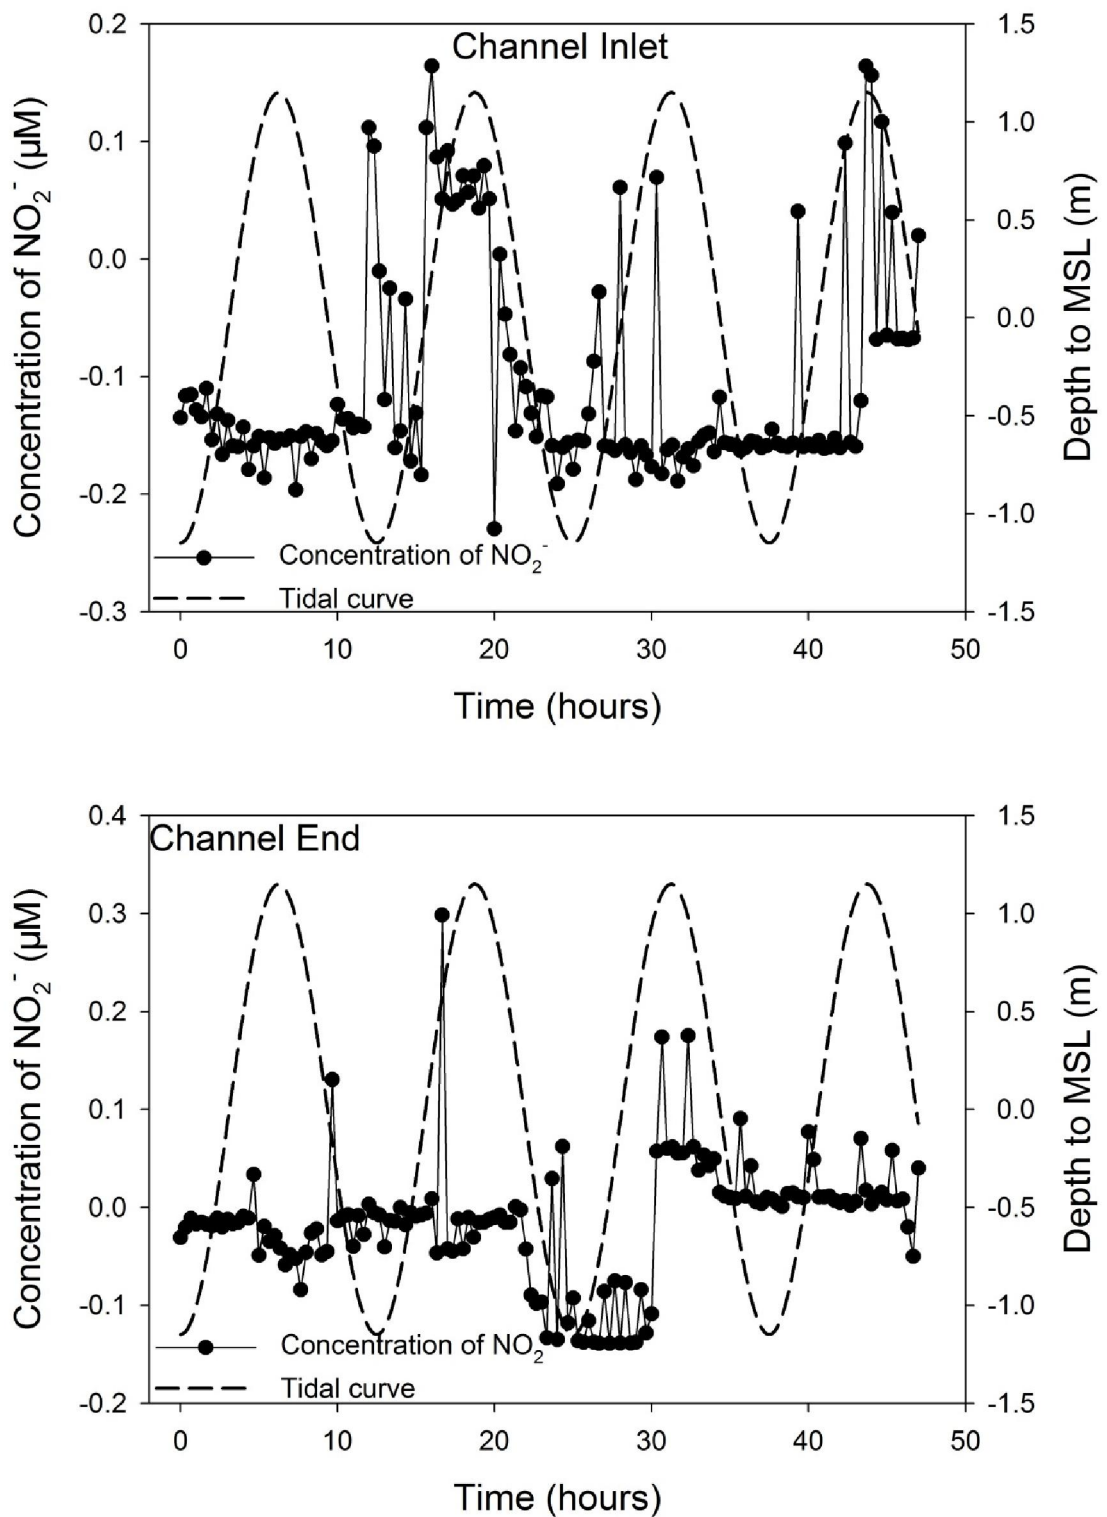 Channel Inlet
Concentration of NO₂⁻ (µM)
0.2
0.1
0.0
-0.1
-0.2
-0.3
1.5
1.0
0.5
0.0
-0.5
-1.0
-1.5
Depth to MSL (m)
Concentration of NO₂⁻
Tidal curve
0 10 20 30 40 50
Time (hours)
Channel End
Concentration of NO₂⁻ (µM)
0.4
0.3
0.2
0.1
0.0
-0.1
-0.2
1.5
1.0
0.5
0.0
-0.5
-1.0
-1.5
Depth to MSL (m)
Concentration of NO₂
Tidal curve
0 10 20 30 40 50
Time (hours)